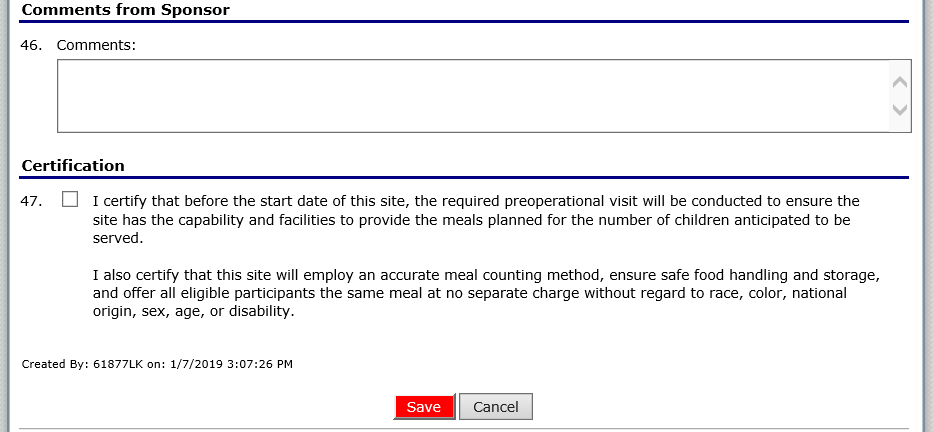 Comments from Sponsor
46. Comments:
Certification
47. I certify that before the start date of this site, the required preoperational visit will be conducted to ensure the
site has the capability and facilities to provide the meals planned for the number of children anticipated to be
served.
I also certify that this site will employ an accurate meal counting method, ensure safe food handling and storage,
and offer all eligible participants the same meal at no separate charge without regard to race, color, national
origin, sex, age, or disability.
Created By: 61877LK on: 1/7/2019 3:07:26 PM
Save Cancel